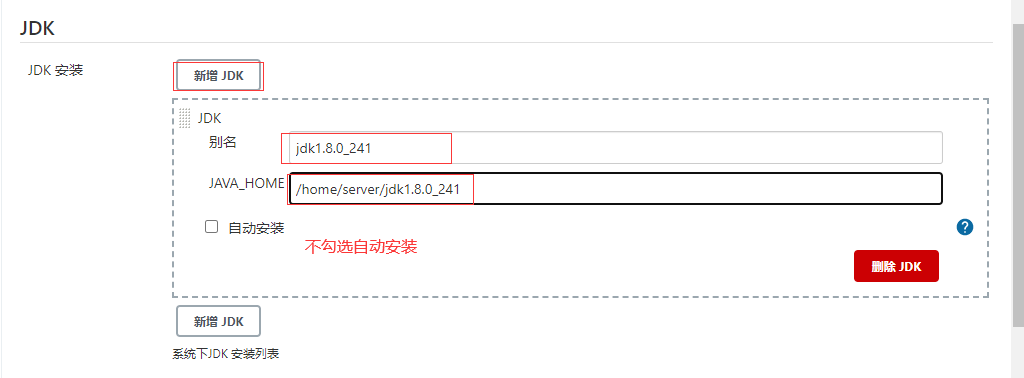 JDK
JDK 安装
新增 JDK
JDK
别名
jdk1.8.0_241
JAVA_HOME
/home/server/jdk1.8.0_241
自动安装
?
不勾选自动安装
删除 JDK
新增 JDK
系统下JDK 安装列表